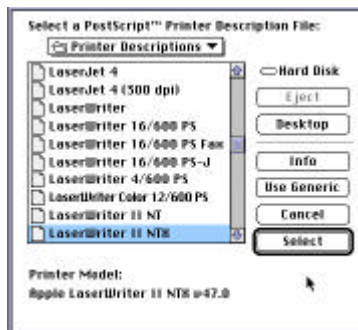 Select a PostScript™ Printer Description File:
Printer Descriptions
LaserJet 4
LaserJet 4 (300 dpi)
LaserWriter
LaserWriter 16/600 PS
LaserWriter 16/600 PS Fax
LaserWriter 16/600 PS-J
LaserWriter 4/600 PS
LaserWriter Color 12/600 PS
LaserWriter II NT
LaserWriter II NTX
Hard Disk
Eject
Desktop
Info
Use Generic
Cancel
Select
Printer Model:
Apple LaserWriter II NTX v47.0